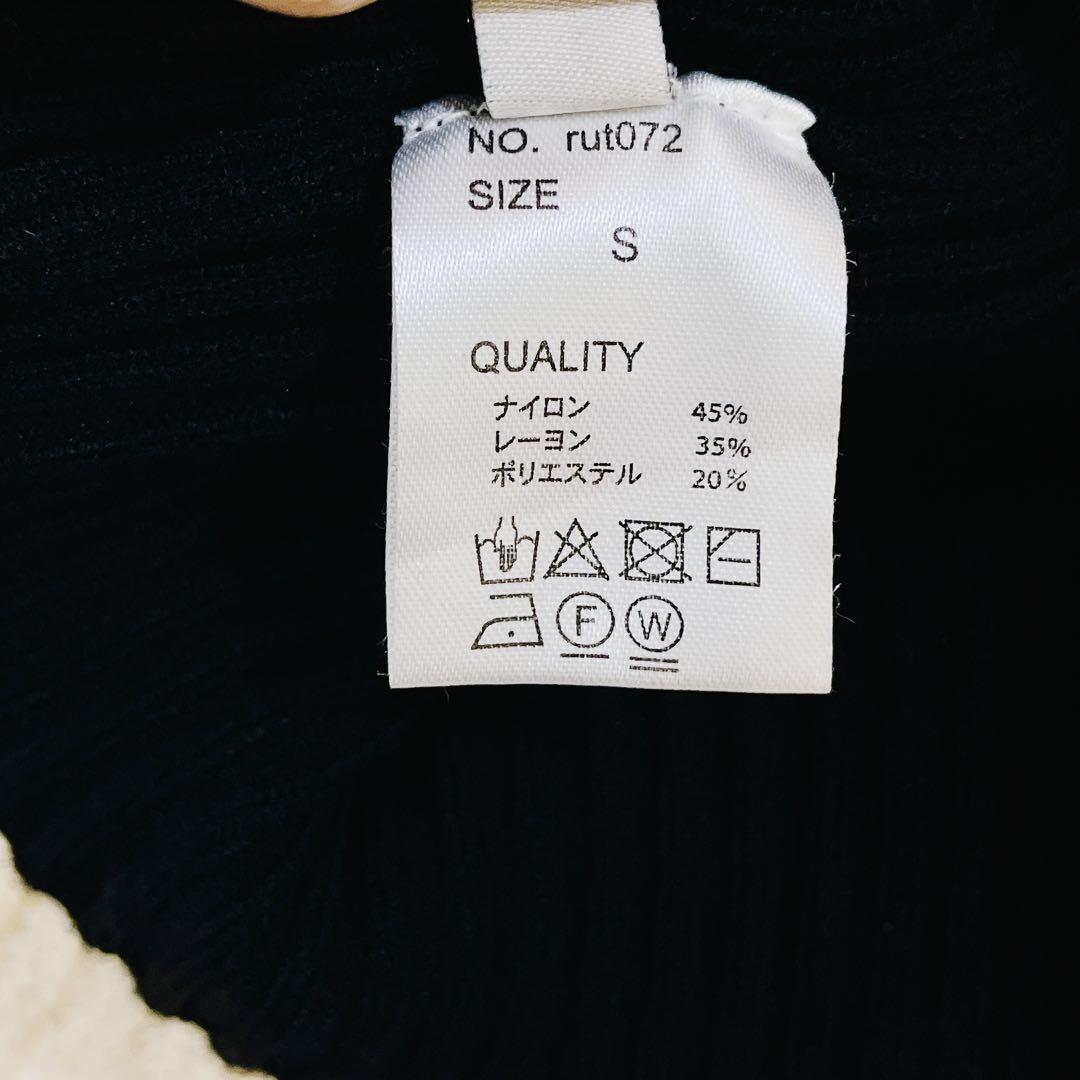 NO. rut072
SIZE
S
QUALITY
ナイロン 45%
レーヨン 35%
ポリエステル 20%
F
W